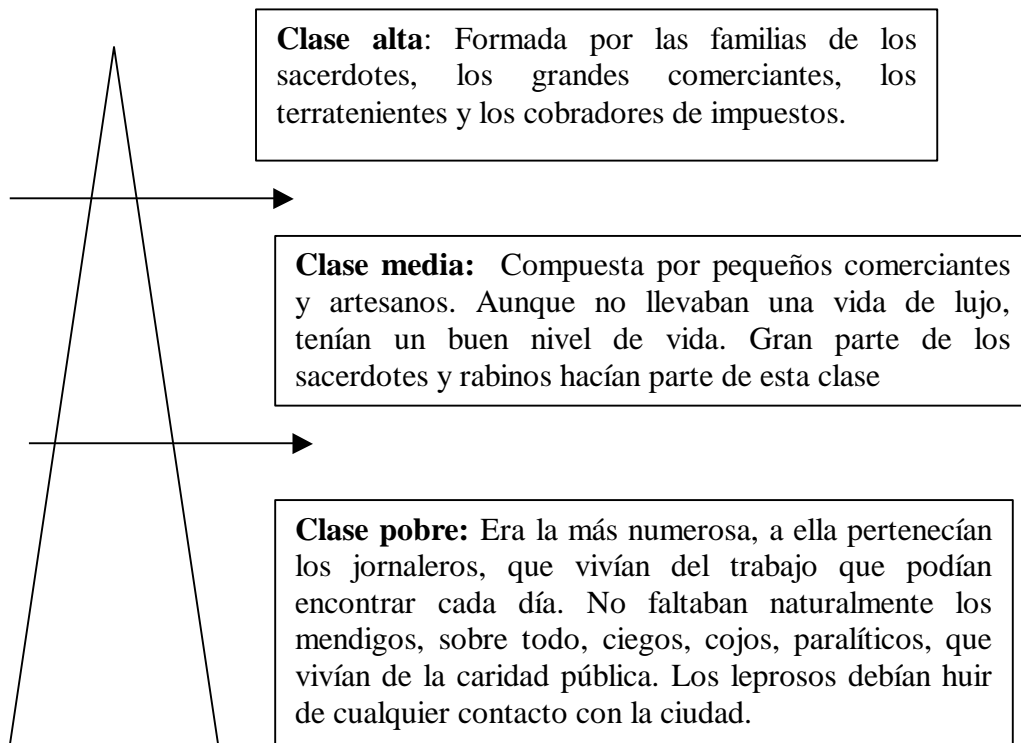 Clase alta: Formada por las familias de los
sacerdotes, los grandes comerciantes, los
terratenientes y los cobradores de impuestos.
Clase media: Compuesta por pequeños comerciantes
y artesanos. Aunque no llevaban una vida de lujo,
tenían un buen nivel de vida. Gran parte de los
sacerdotes y rabinos hacían parte de esta clase
Clase pobre: Era la más numerosa, a ella pertenecían
los jornaleros, que vivían del trabajo que podían
encontrar cada día. No faltaban naturalmente los
mendigos, sobre todo, ciegos, cojos, paralíticos, que
vivían de la caridad pública. Los leprosos debían huir
de cualquier contacto con la ciudad.